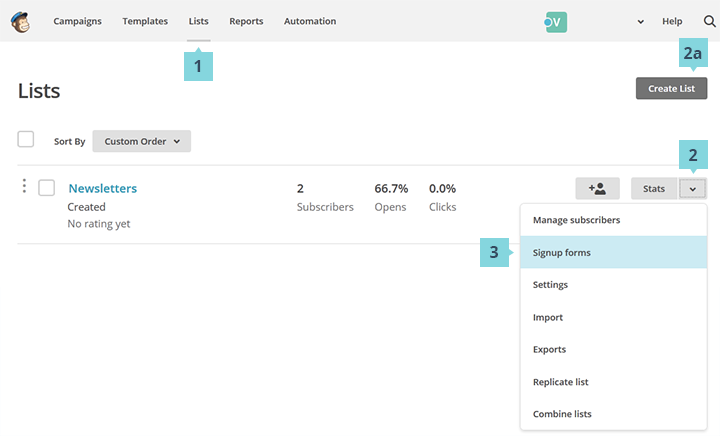 Campaigns Templates Lists Reports Automation V Help
1
2a
Lists
Create List
Sort By Custom Order
2
Newsletters 2 66.7% 0.0% Stats
Created Subscribers Opens Clicks
No rating yet
Manage subscribers
3 Signup forms
Settings
Import
Exports
Replicate list
Combine lists